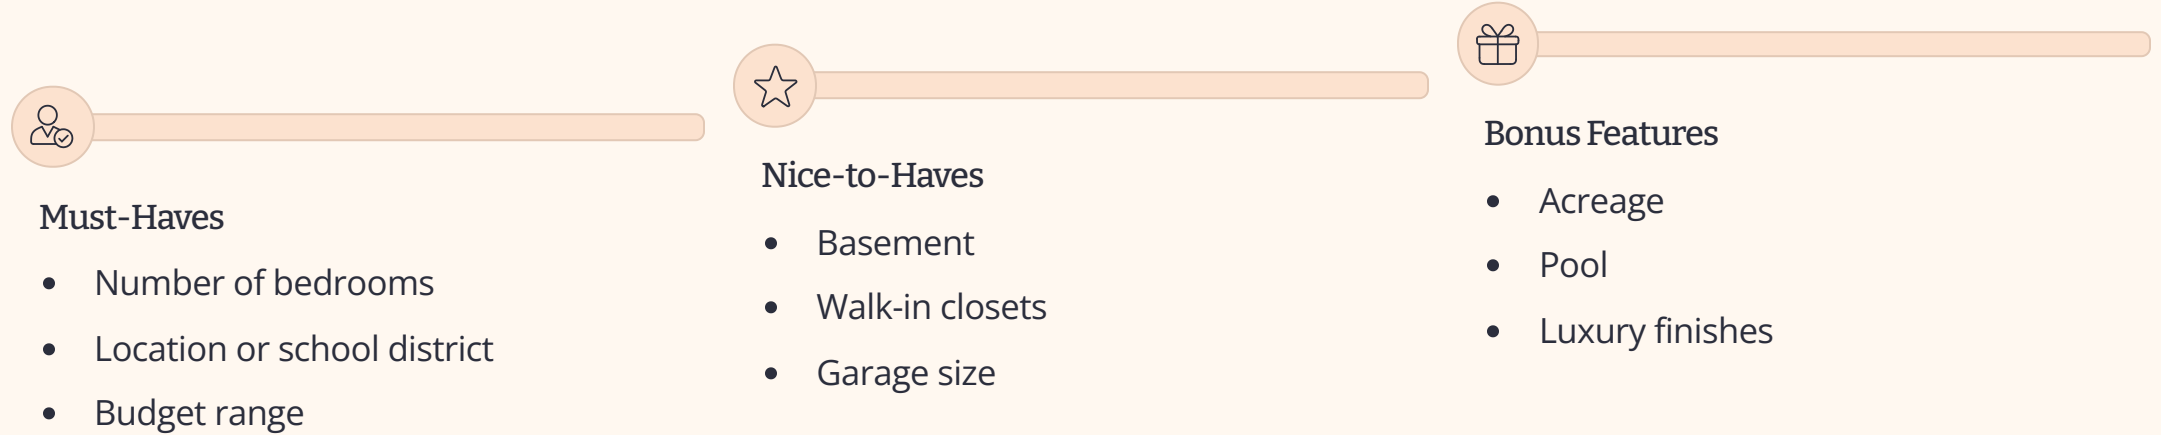 Must-Haves
• Number of bedrooms
• Location or school district
• Budget range
Nice-to-Haves
• Basement
• Walk-in closets
• Garage size
Bonus Features
• Acreage
• Pool
• Luxury finishes